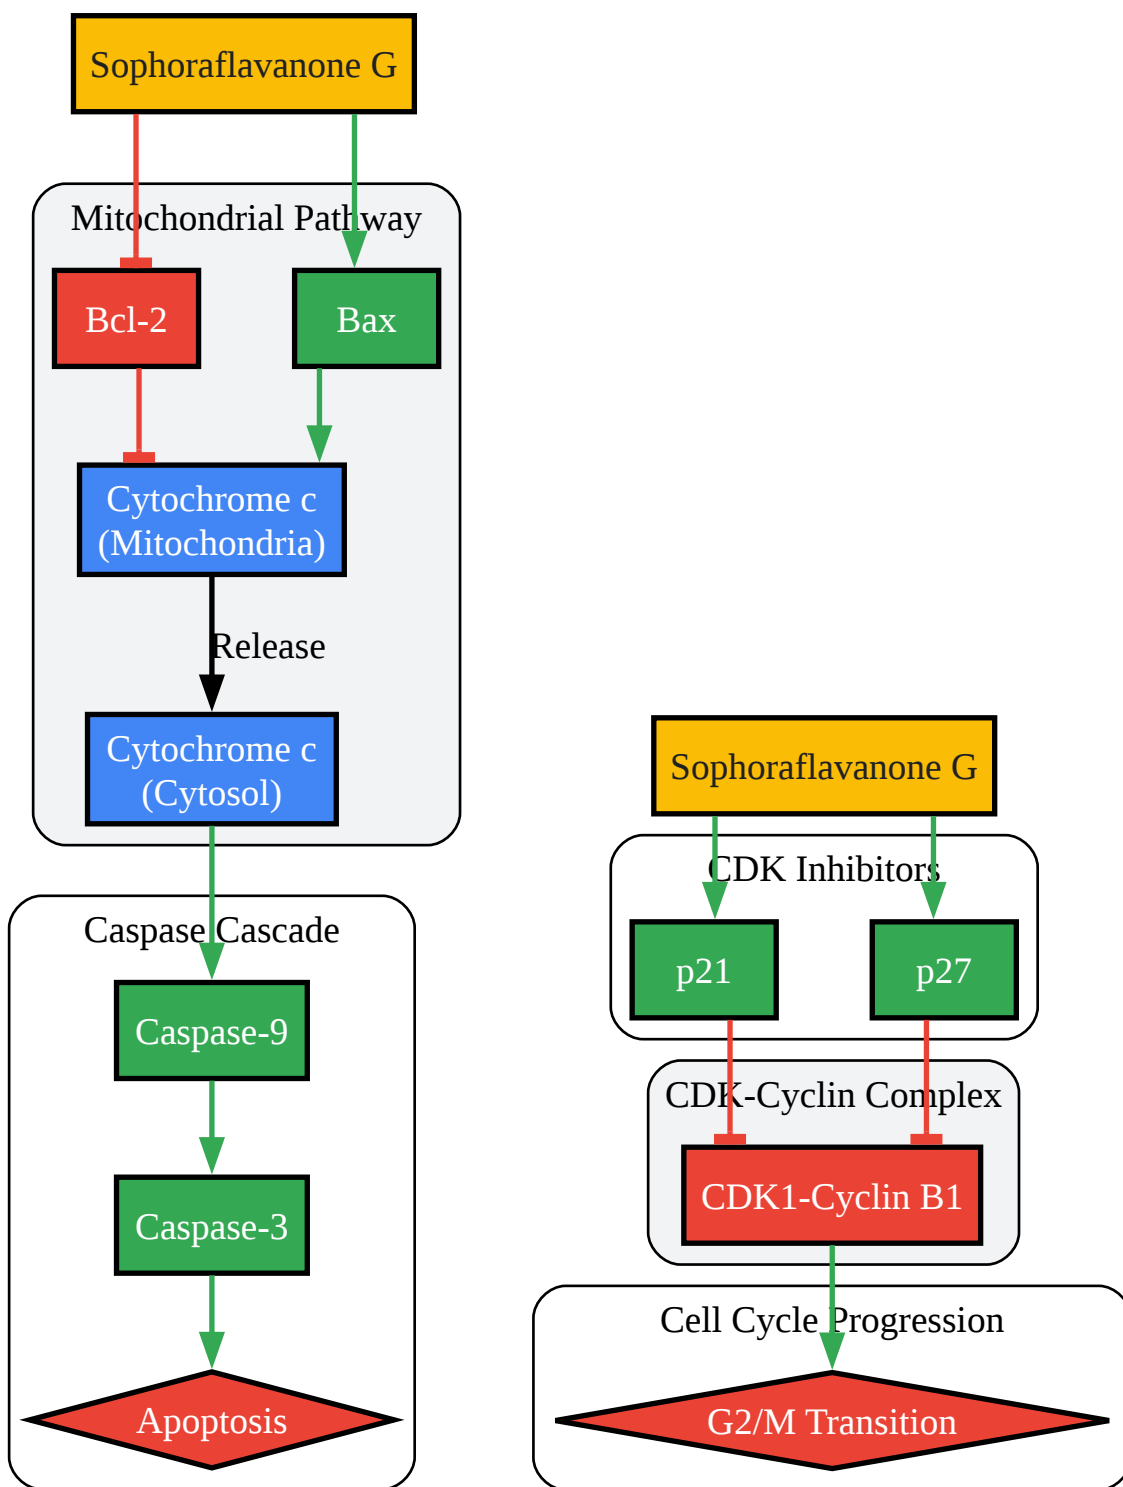 Sophoraflavanone G
Mitochondrial Pathway
Bcl-2
Bax
Cytochrome c
(Mitochondria)
Release
Cytochrome c
(Cytosol)
Caspase Cascade
Caspase-9
Caspase-3
Apoptosis
Sophoraflavanone G
CDK Inhibitors
p21
p27
CDK-Cyclin Complex
CDK1-Cyclin B1
Cell Cycle Progression
G2/M Transition